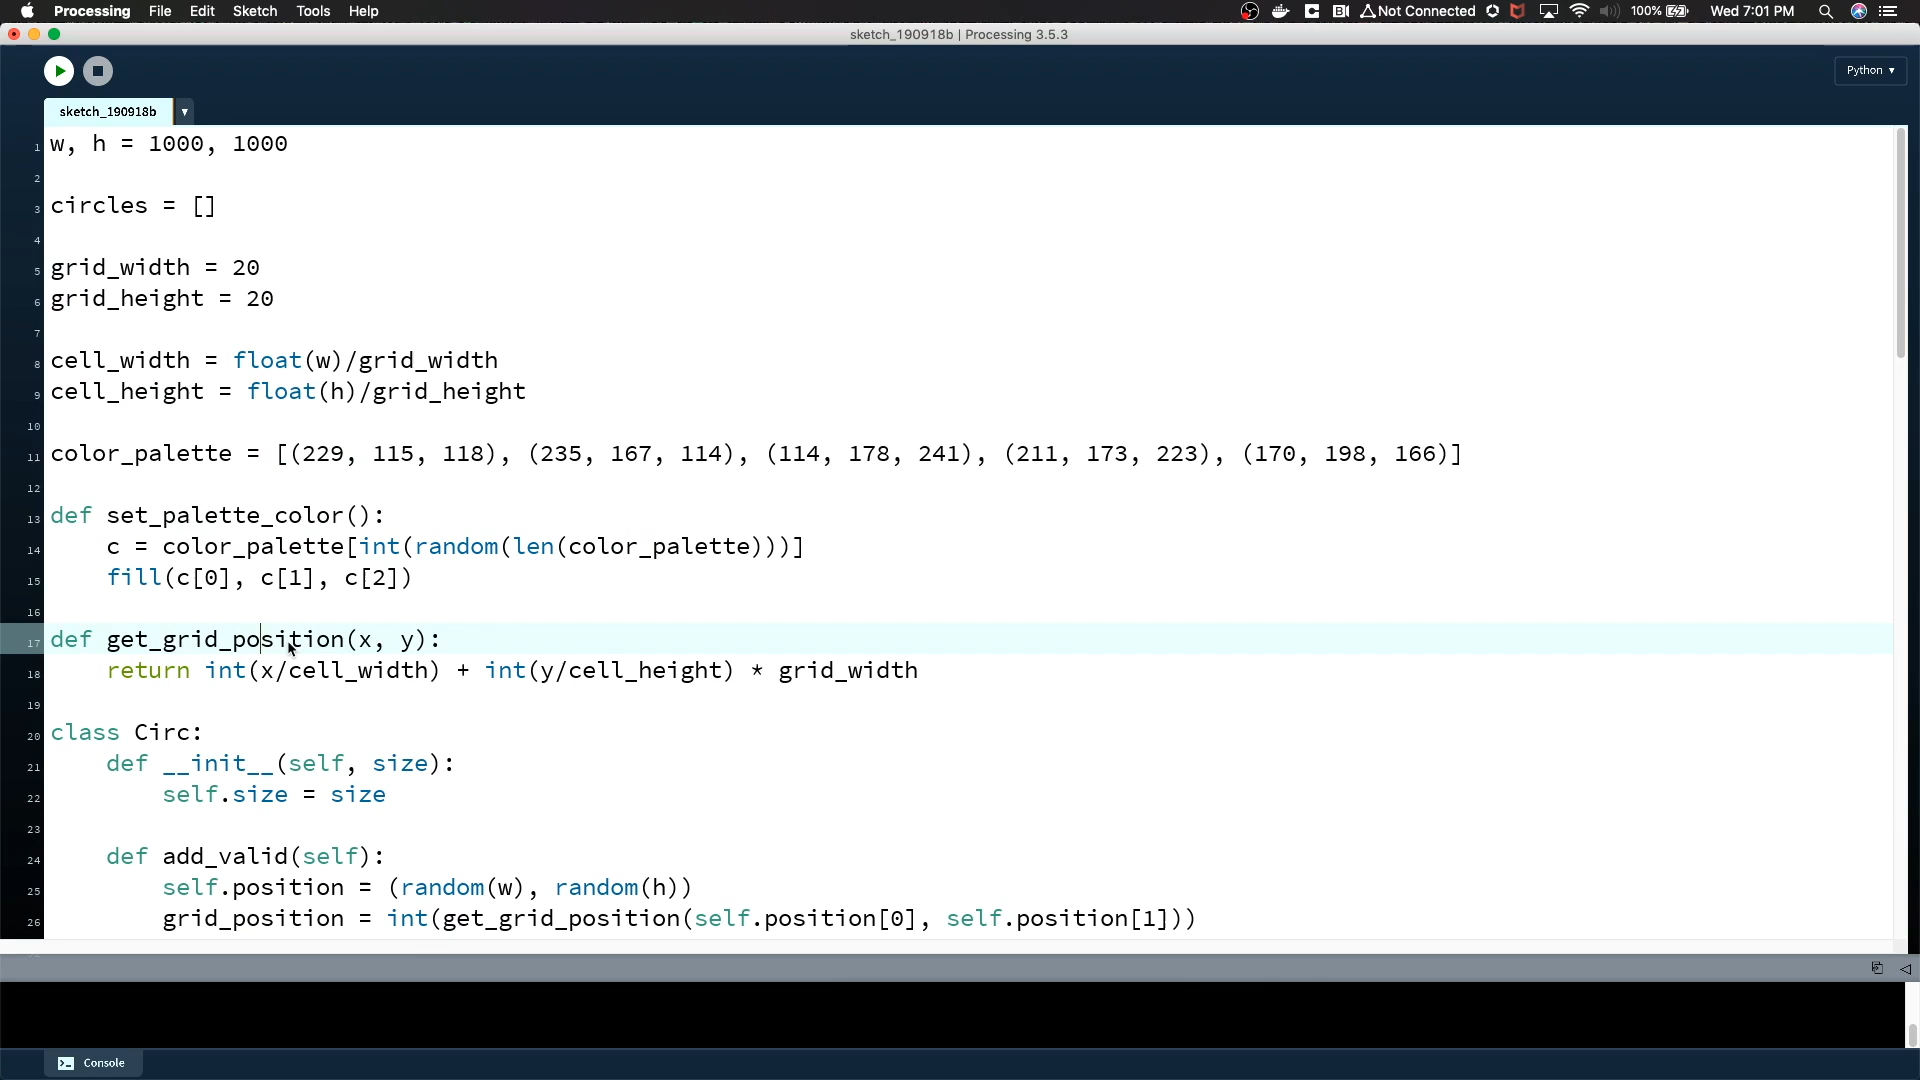 Processing File Edit Sketch Tools Help Not Connected 100% Wed 7:01 PM
sketch_190918b | Processing 3.5.3
Python
sketch_190918b
1 w, h = 1000, 1000
2
3 circles = []
4
5 grid_width = 20
6 grid_height = 20
7
8 cell_width = float(w)/grid_width
9 cell_height = float(h)/grid_height
10
11 color_palette = [(229, 115, 118), (235, 167, 114), (114, 178, 241), (211, 173, 223), (170, 198, 166)]
12
13 def set_palette_color():
14 c = color_palette[int(random(len(color_palette)))]
15 fill(c[0], c[1], c[2])
16
17 def get_grid_position(x, y):
18 return int(x/cell_width) + int(y/cell_height) * grid_width
19
20 class Circ:
21 def __init__(self, size):
22 self.size = size
23
24 def add_valid(self):
25 self.position = (random(w), random(h))
26 grid_position = int(get_grid_position(self.position[0], self.position[1]))
Console